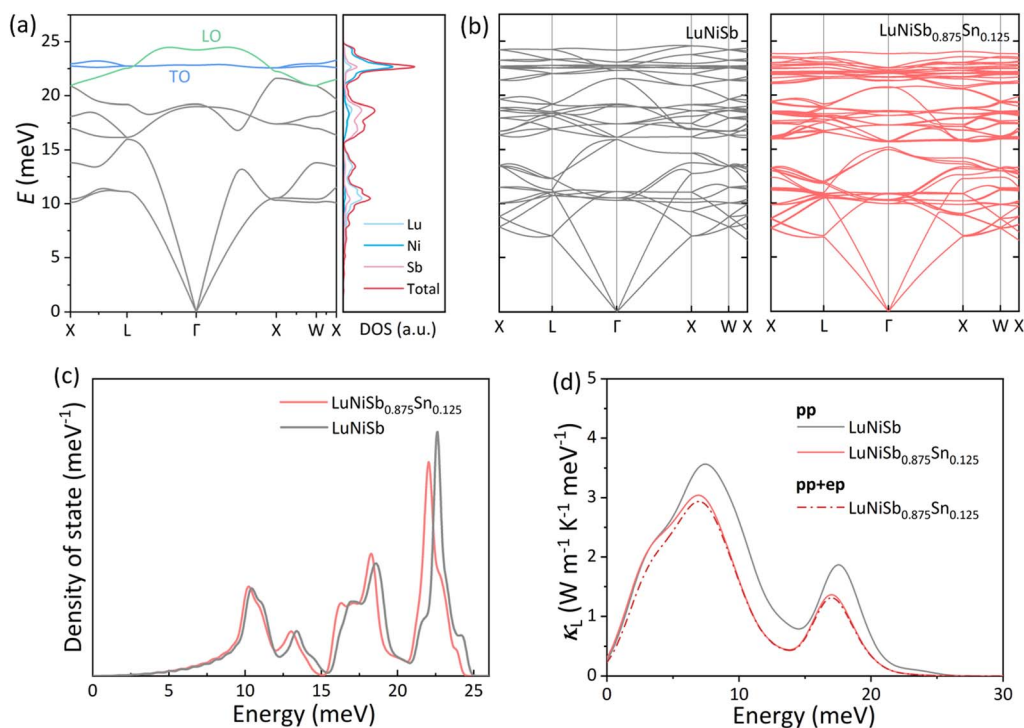 (a)
25
20
15
10
5
0
E (meV)
LO
TO
Lu
Ni
Sb
Total
X L Γ X W X
DOS (a.u.)
(b)
LuNiSb
LuNiSb0.875Sn0.125
X L Γ X W X
X L Γ X W X
(c)
LuNiSb0.875Sn0.125
LuNiSb
Density of state (meV-1)
0 5 10 15 20 25
Energy (meV)
(d)
5
4
3
2
1
0
κL (W m-1 K-1 meV-1)
pp
LuNiSb
LuNiSb0.875Sn0.125
pp+ep
LuNiSb0.875Sn0.125
0 10 20 30
Energy (meV)